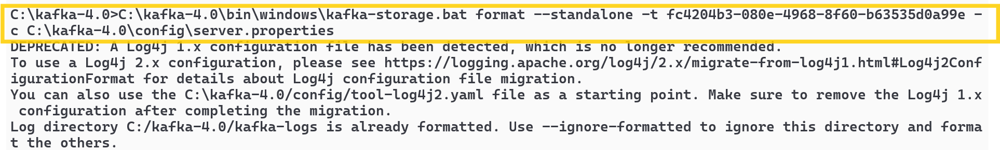 C:\kafka-4.0>C:\kafka-4.0\bin\windows\kafka-storage.bat format --standalone -t fc4204b3-080e-4968-8f60-b63535d0a99e -
c C:\kafka-4.0\config\server.properties
DEPRECATED: A Log4j 1.x configuration file has been detected, which is no longer recommended.
To use a Log4j 2.x configuration, please see https://logging.apache.org/log4j/2.x/migrate-from-log4j1.html#Log4j2Conf
igurationFormat for details about Log4j configuration file migration.
You can also use the C:\kafka-4.0/config/tool-log4j2.yaml file as a starting point. Make sure to remove the Log4j 1.x
 configuration after completing the migration.
Log directory C:/kafka-4.0/kafka-logs is already formatted. Use --ignore-formatted to ignore this directory and forma
t the others.